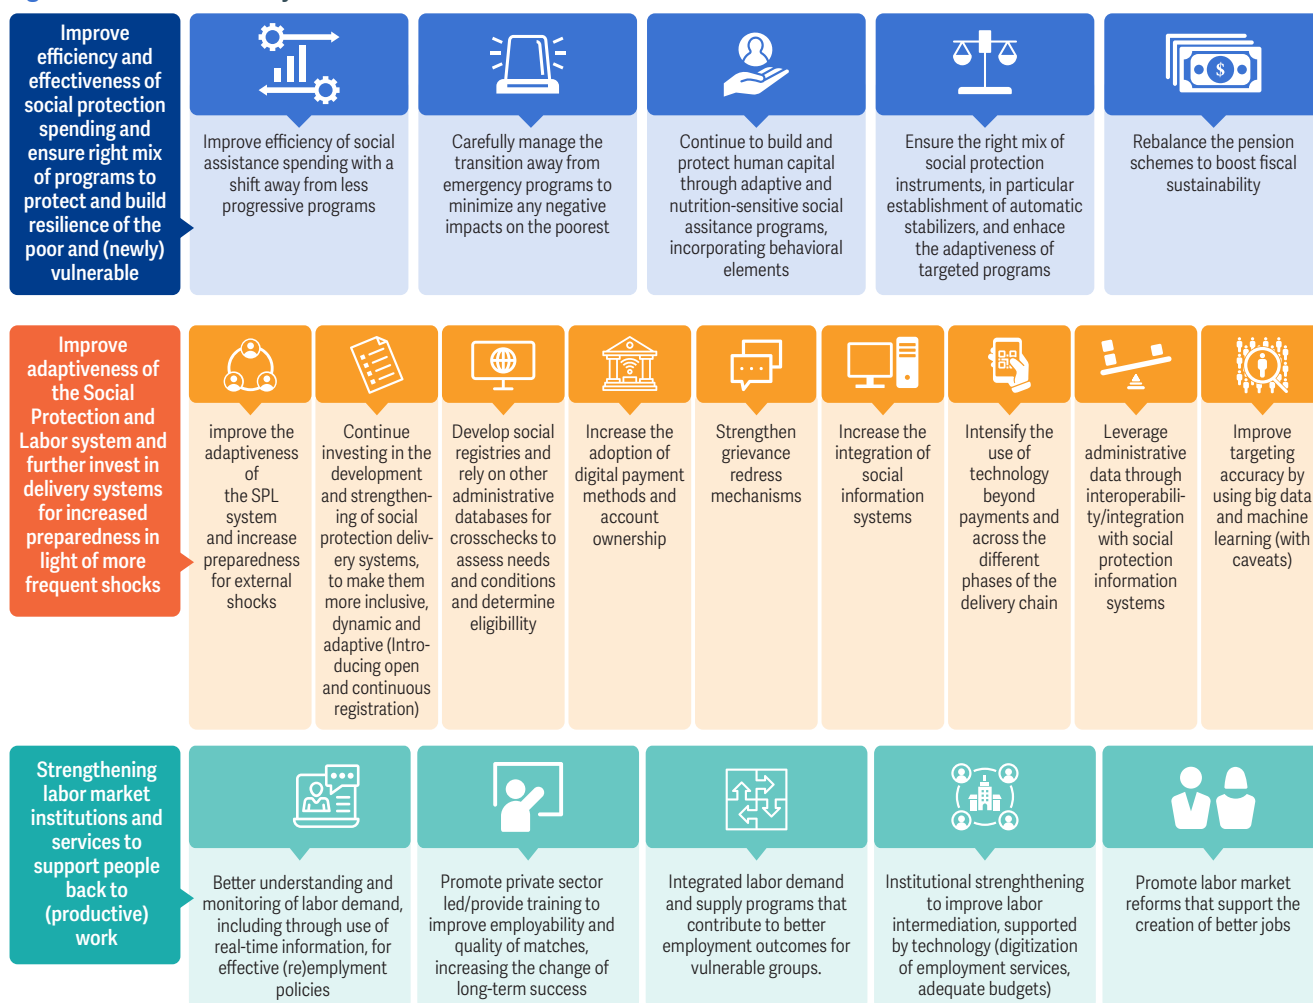 Improve
efficiency and
effectiveness of
social protection
spending and
ensure right mix
of programs to
protect and build
resilience of the
poor and (newly)
vulnerable
Improve efficiency of social
assistance spending with a
shift away from less
progressive programs
Carefully manage the
transition away from
emergency programs to
minimize any negative
impacts on the poorest
Continue to build and
protect human capital
through adaptive and
nutrition-sensitive social
assitance programs,
incorporating behavioral
elements
Ensure the right mix of
social protection
instruments, in particular
establishment of automatic
stabilizers, and enhace
the adaptiveness of
targeted programs
$
Rebalance the pension
schemes to boost fiscal
sustainability
Improve
adaptiveness of
the Social
Protection and
Labor system and
further invest in
delivery systems
for increased
preparedness in
light of more
frequent shocks
improve the
adaptiveness
of
the SPL
system
and increase
preparedness
for external
shocks
Continue
investing in the
development
and strengthen-
ing of social
protection deliv-
ery systems,
to make them
more inclusive,
dynamic and
adaptive (Intro-
ducing open
and continuous
registration)
Develop social
registries and
rely on other
administrative
databases for
crosschecks to
assess needs
and conditions
and determine
eligibillity
Increase the
adoption of
digital payment
methods and
account
ownership
Strengthen
grievance
redress
mechanisms
Increase the
integration of
social
information
systems
Intensify the
use of
technology
beyond
payments and
across the
different
phases of the
delivery chain
Leverage
administrative
data through
interoperabili-
ty/integration
with social
protection
information
systems
Improve
targeting
accuracy by
using big data
and machine
learning (with
caveats)
Strengthening
labor market
institutions and
services to
support people
back to
(productive)
work
Better understanding and
monitoring of labor demand,
including through use of
real-time information, for
effective (re)emplyment
policies
Promote private sector
led/provide training to
improve employability and
quality of matches,
increasing the change of
long-term success
Integrated labor demand
and supply programs that
contribute to better
employment outcomes for
vulnerable groups.
Institutional strenghthening
to improve labor
intermediation, supported
by technology (digitization
of employment services,
adequate budgets)
Promote labor market
reforms that support the
creation of better jobs